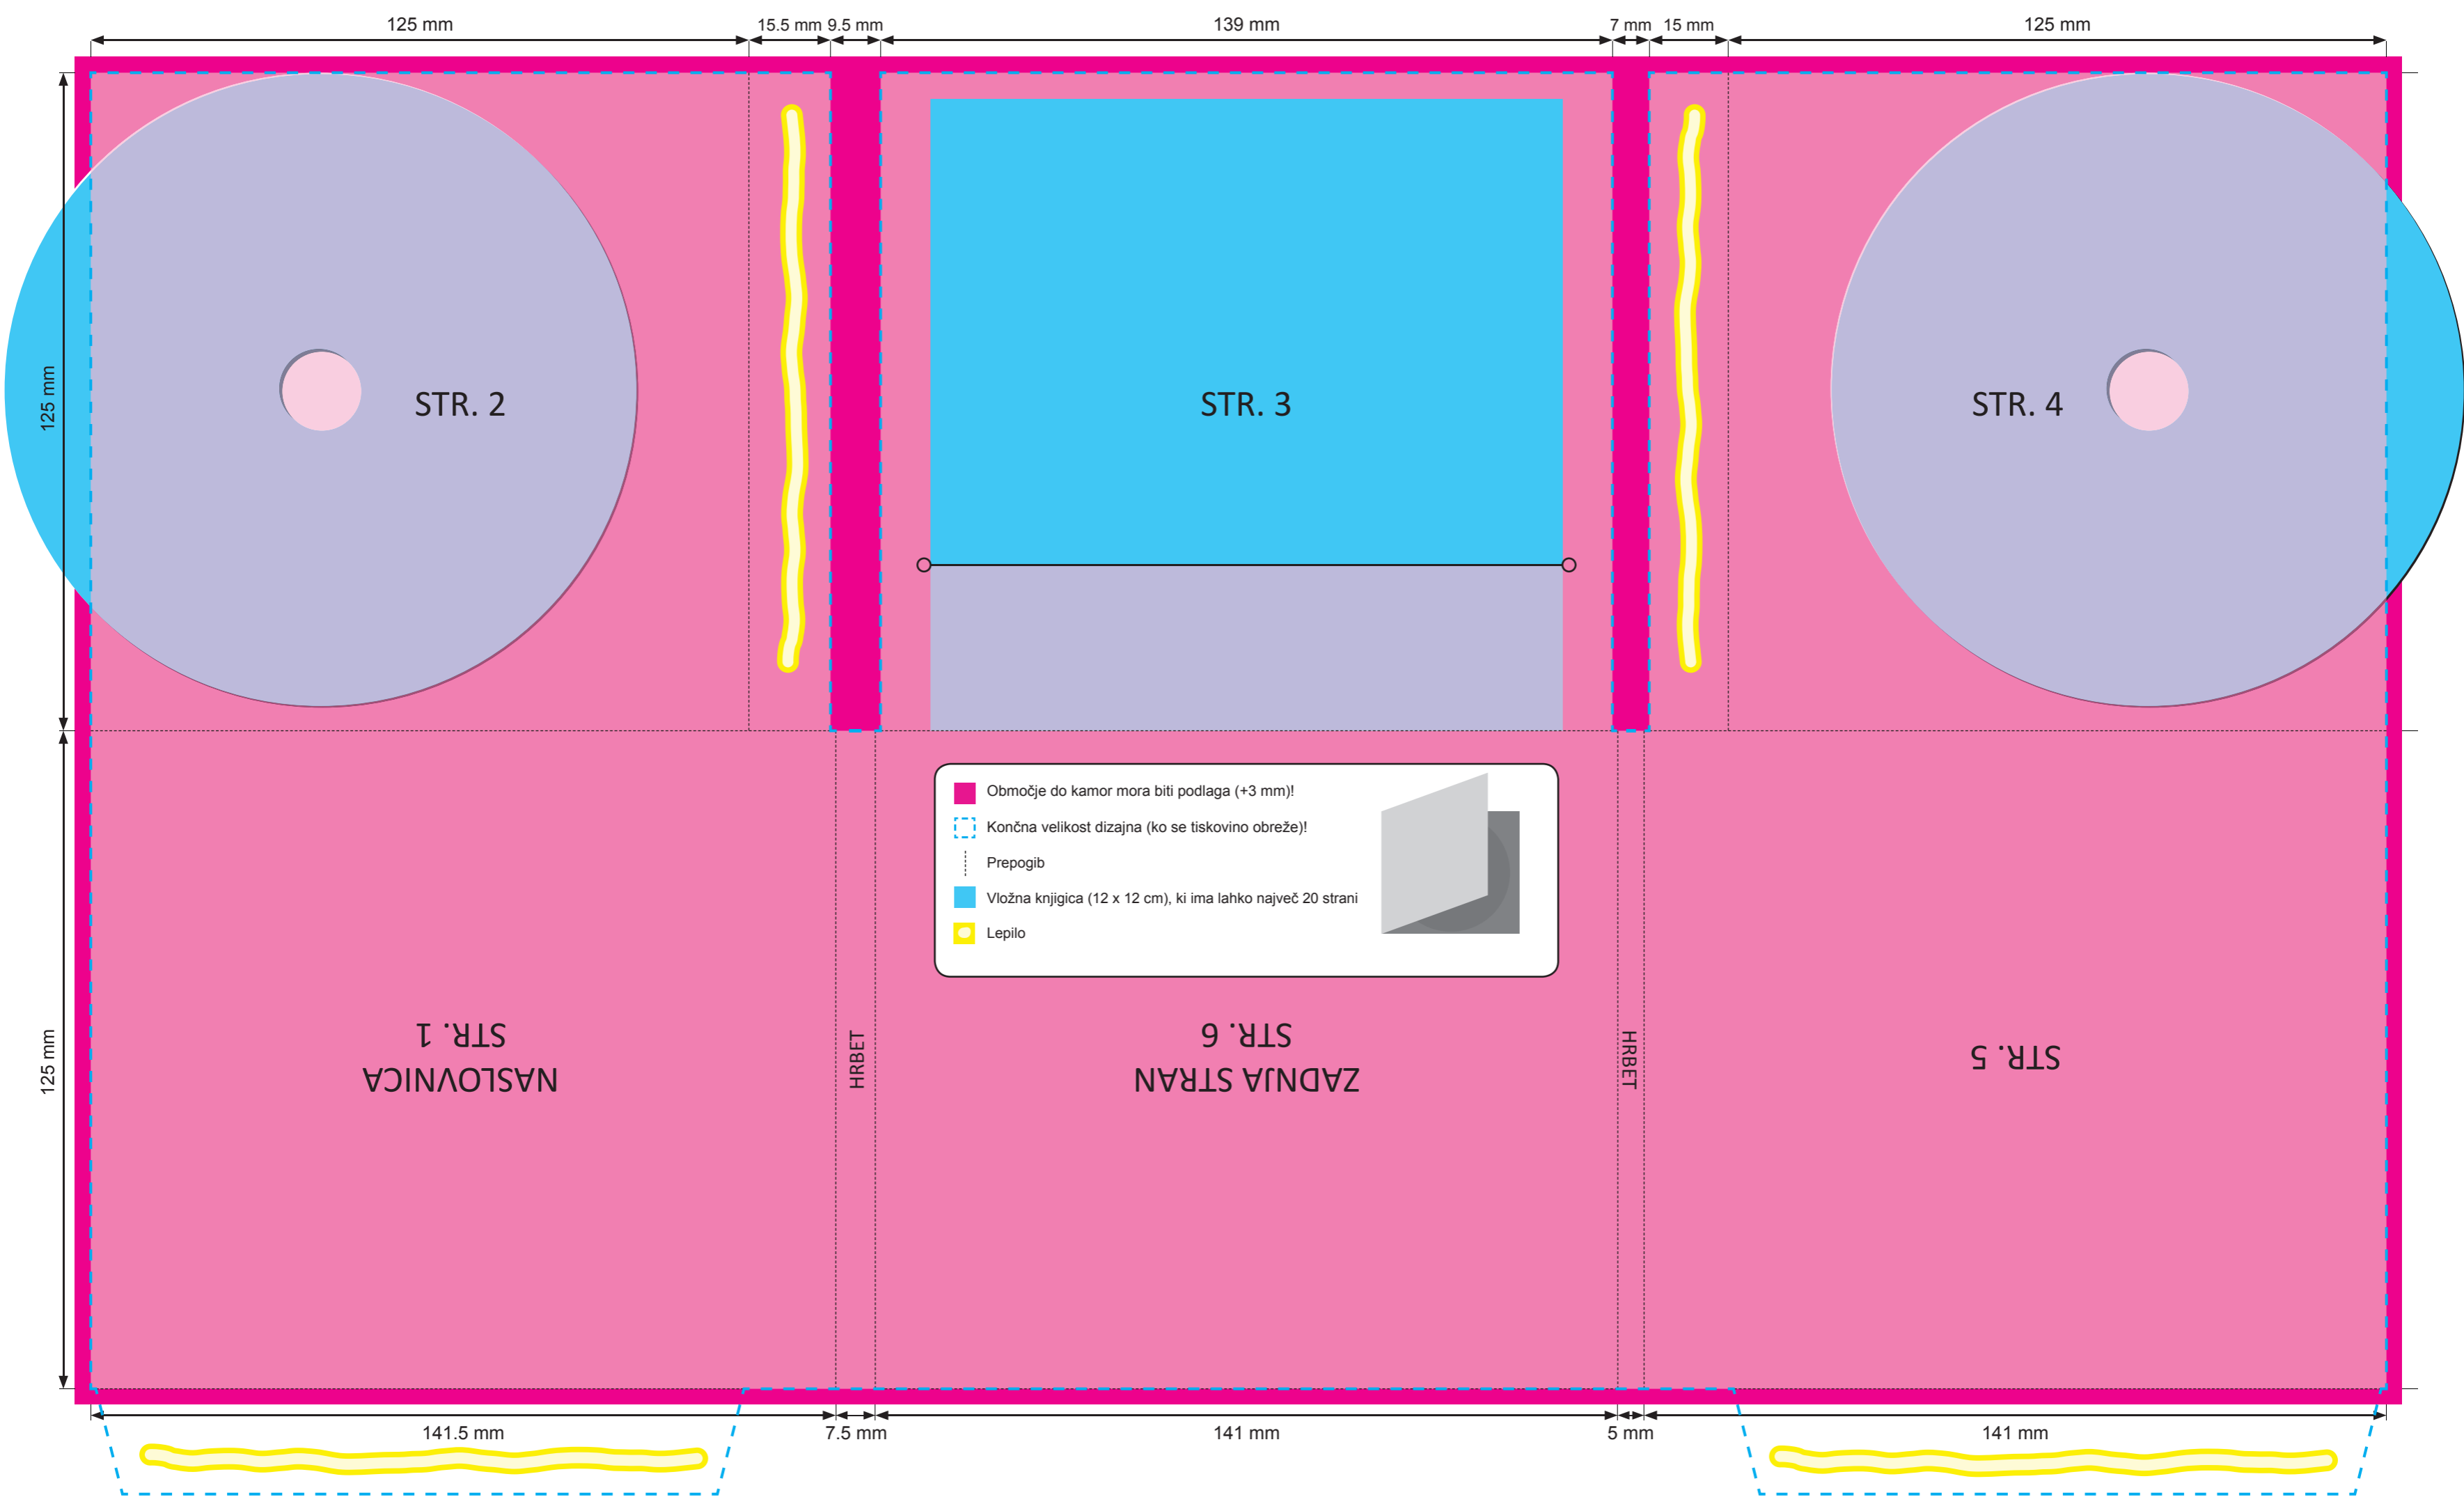 125 mm
15.5 mm
9.5 mm
139 mm
7 mm
15 mm
125 mm
125 mm
STR. 2
STR. 3
STR. 4
Območje do kamor mora biti podlaga (+3 mm)!
Končna velikost dizajna (ko se tiskovino obreže)!
Prepogib
Vložna knjigica (12 x 12 cm), ki ima lahko največ 20 strani
Lepilo
125 mm
NASLOVNICA
STR. 1
HRBET
ZADNJA STRAN
STR. 6
HRBET
STR. 5
141.5 mm
7.5 mm
141 mm
5 mm
141 mm